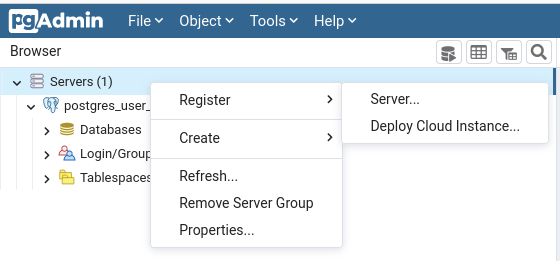 pgAdmin File Object Tools Help
Browser
Servers (1)
postgres_user_
Databases
Login/Group
Tablespaces
Register
Create
Refresh...
Remove Server Group
Properties...
Server...
Deploy Cloud Instance...